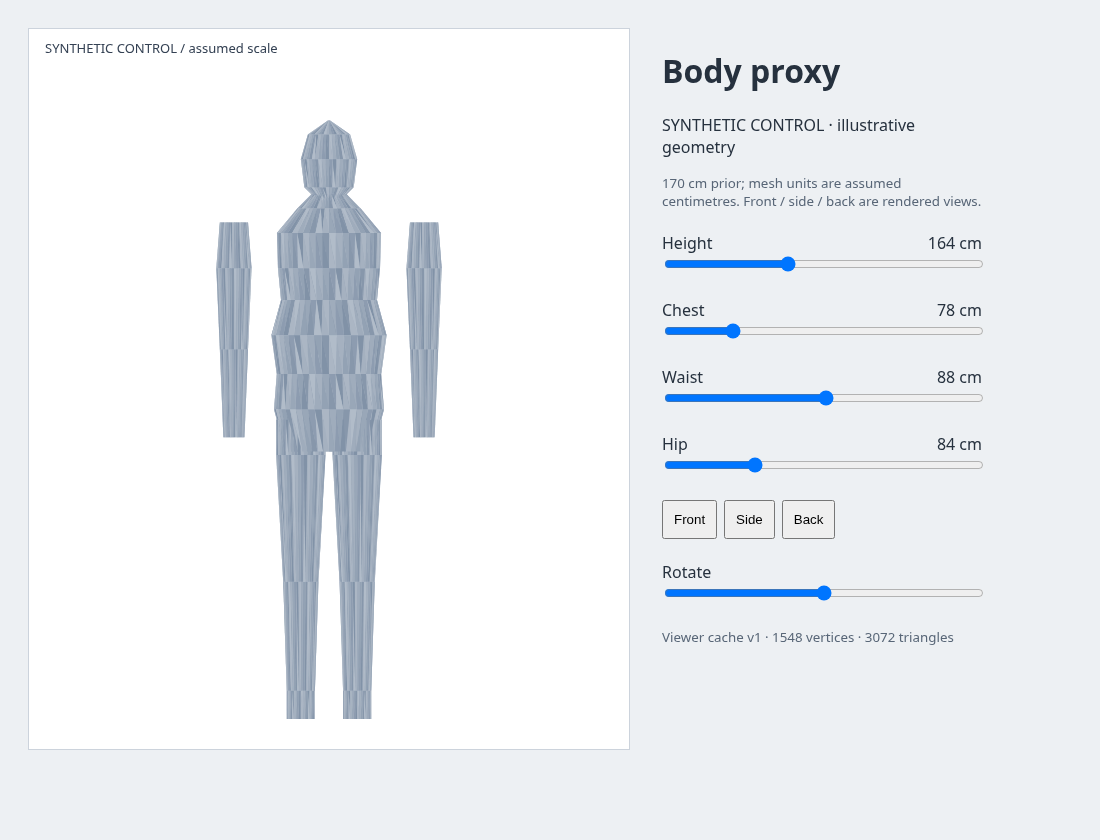 SYNTHETIC CONTROL / assumed scale
Body proxy
SYNTHETIC CONTROL · illustrative
geometry
170 cm prior; mesh units are assumed
centimetres. Front / side / back are rendered views.
Height 164 cm
Chest 78 cm
Waist 88 cm
Hip 84 cm
Front Side Back
Rotate
Viewer cache v1 · 1548 vertices · 3072 triangles